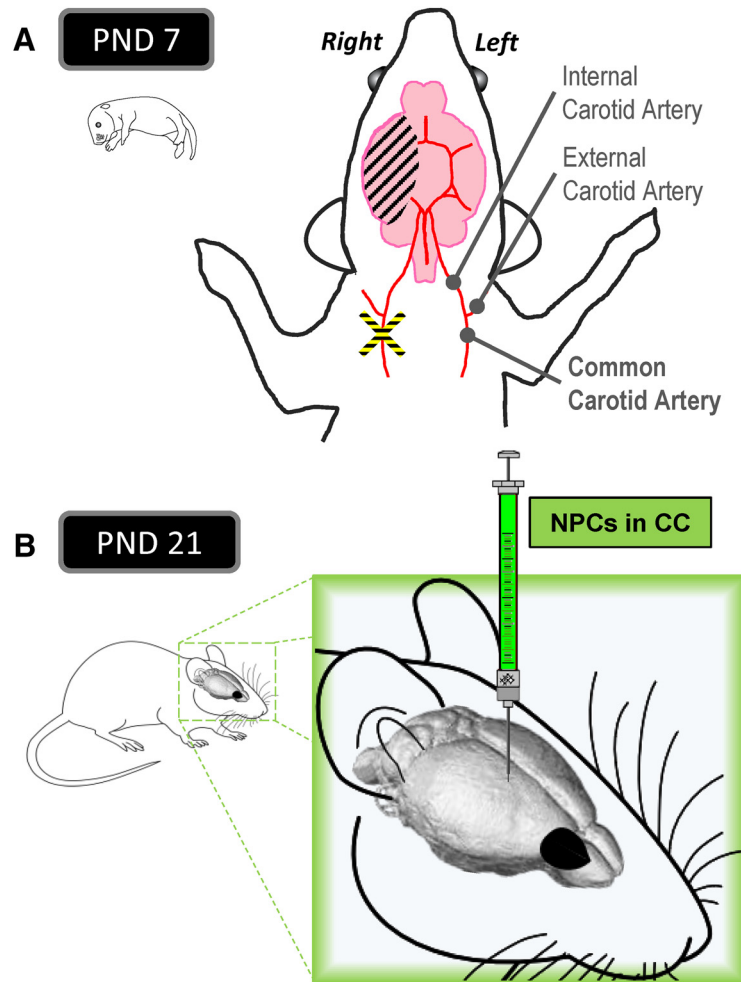 A
PND 7
Right
Left
Internal
Carotid Artery
External
Carotid Artery
Common
Carotid Artery
B
PND 21
NPCs in CC